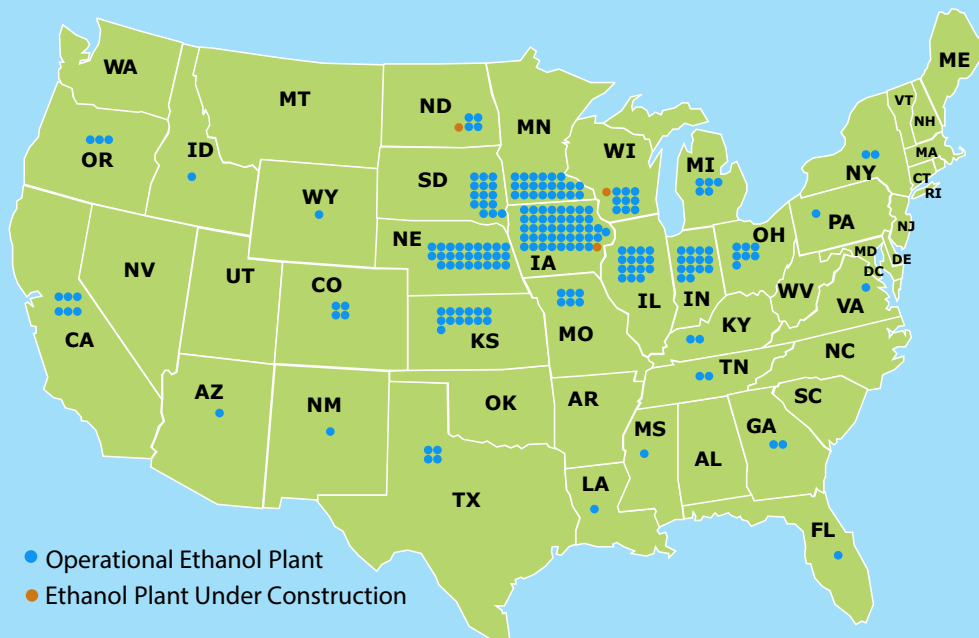 WA
MT
ND
MN
ME
VT
NH
OR
ID
WI
MI
NY
MA
CT
RI
WY
SD
PA
NJ
NE
IA
OH
MD
DE
DC
NV
UT
CO
IL
IN
WV
VA
CA
KS
MO
KY
NC
AZ
NM
OK
AR
TN
SC
MS
AL
GA
TX
LA
FL
Operational Ethanol Plant
Ethanol Plant Under Construction